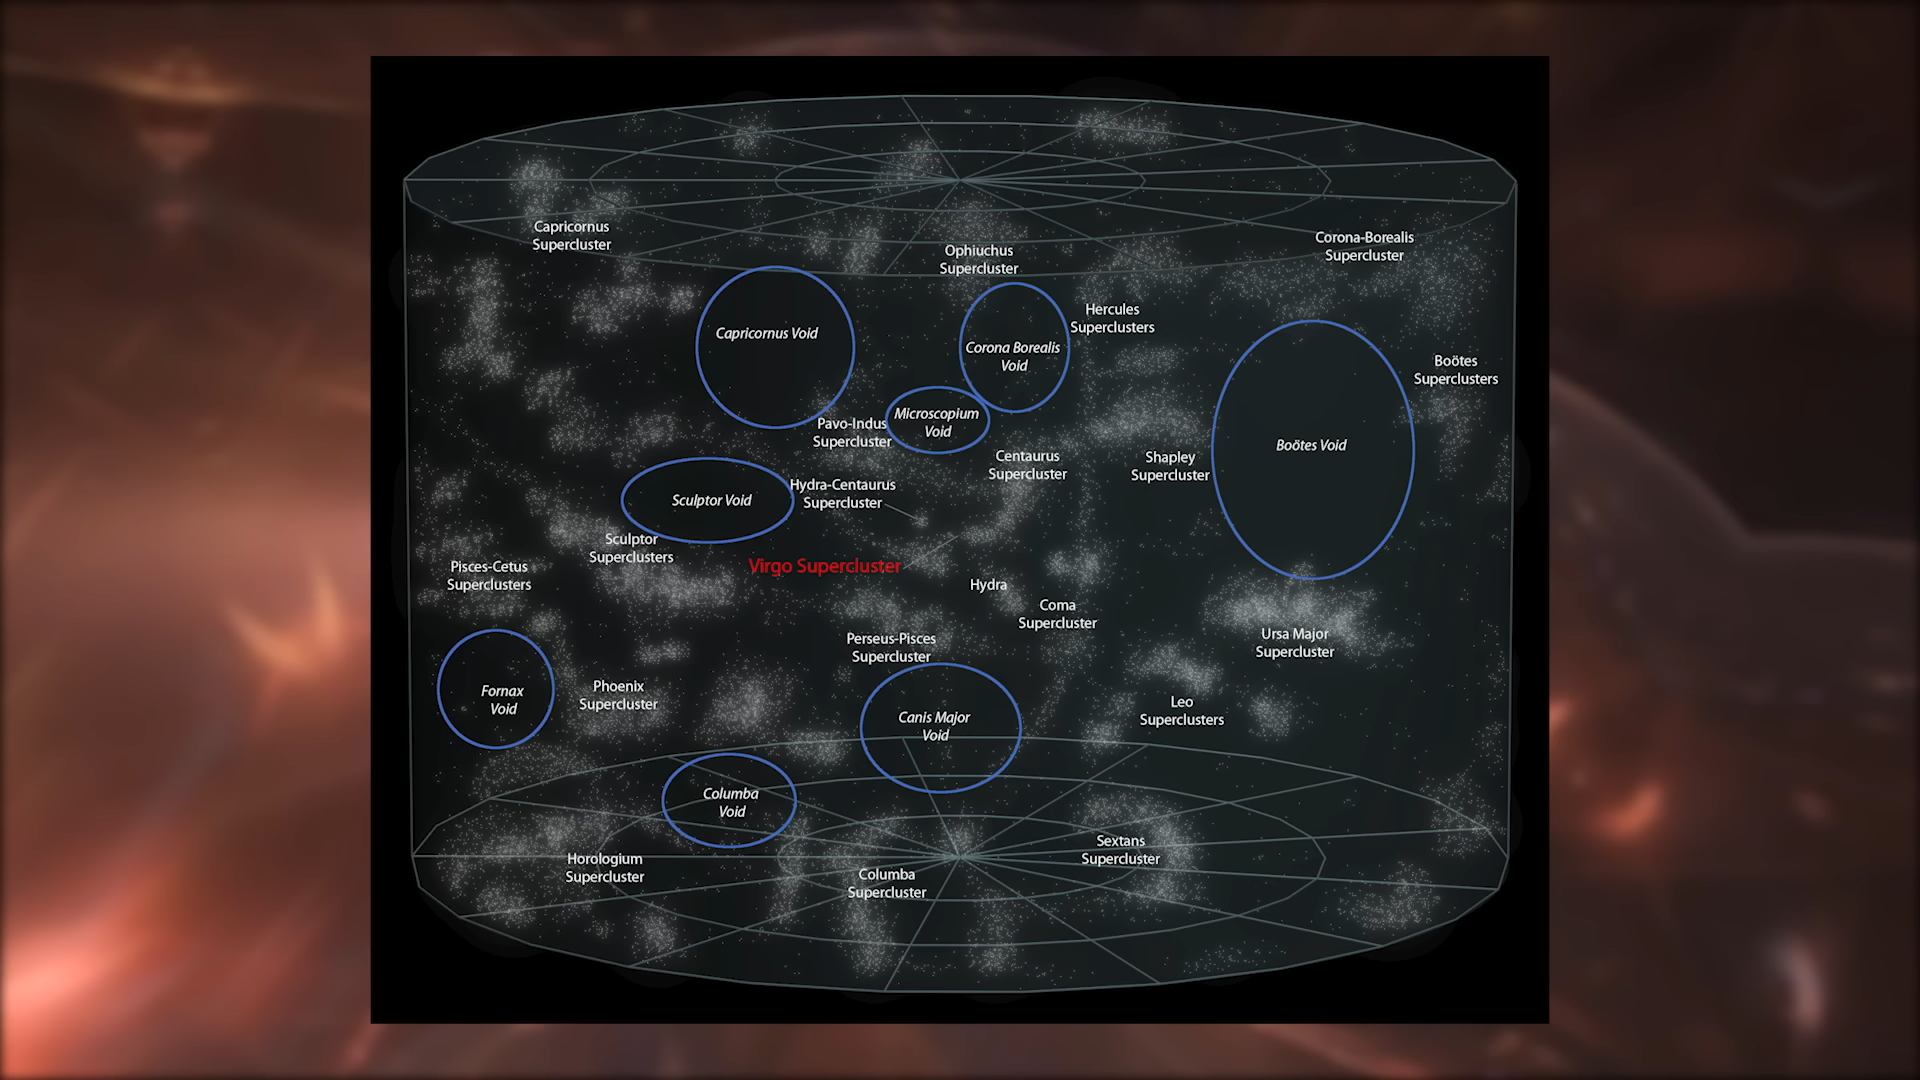 Capricornus
Supercluster
Ophiuchus
Supercluster
Corona-Borealis
Supercluster
Capricornus Void
Hercules
Superclusters
Corona Borealis
Void
Boötes
Superclusters
Microscopium
Void
Pavo-Indus
Supercluster
Boötes Void
Centaurus
Supercluster
Shapley
Supercluster
Sculptor Void
Hydra-Centaurus
Supercluster
Sculptor
Superclusters
Virgo Supercluster
Pisces-Cetus
Superclusters
Hydra
Coma
Supercluster
Perseus-Pisces
Supercluster
Ursa Major
Supercluster
Fornax
Void
Phoenix
Supercluster
Canis Major
Void
Leo
Superclusters
Columba
Void
Horologium
Supercluster
Columba
Supercluster
Sextans
Supercluster